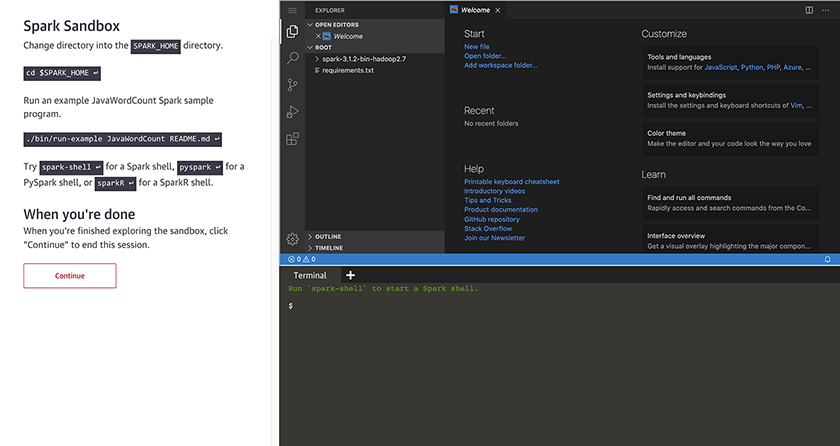 Spark Sandbox
Change directory into the SPARK_HOME directory.
cd $SPARK_HOME ↩
Run an example JavaWordCount Spark sample
program.
./bin/run-example JavaWordCount README.md ↩
Try spark-shell ↩ for a Spark shell, pyspark ↩ for a
PySpark shell, or sparkR ↩ for a SparkR shell.
When you're done
When you're finished exploring the sandbox, click
"Continue" to end this session.
Continue
EXPLORER
OPEN EDITORS
Welcome
ROOT
spark-3.1.2-bin-hadoop2.7
requirements.txt
OUTLINE
TIMELINE
Welcome
Start
New file
Open folder...
Add workspace folder...
Recent
No recent folders
Help
Printable keyboard cheatsheet
Introductory videos
Tips and Tricks
Product documentation
GitHub repository
Stack Overflow
Join our Newsletter
Customize
Tools and languages
Install support for JavaScript, Python, PHP, Azure, ...
Settings and keybindings
Install the settings and keyboard shortcuts of Vim, ...
Color theme
Make the editor and your code look the way you love
Learn
Find and run all commands
Rapidly access and search commands from the Co...
Interface overview
Get a visual overlay highlighting the major compon...
0 0
Terminal
Run `spark-shell` to start a Spark shell.
$